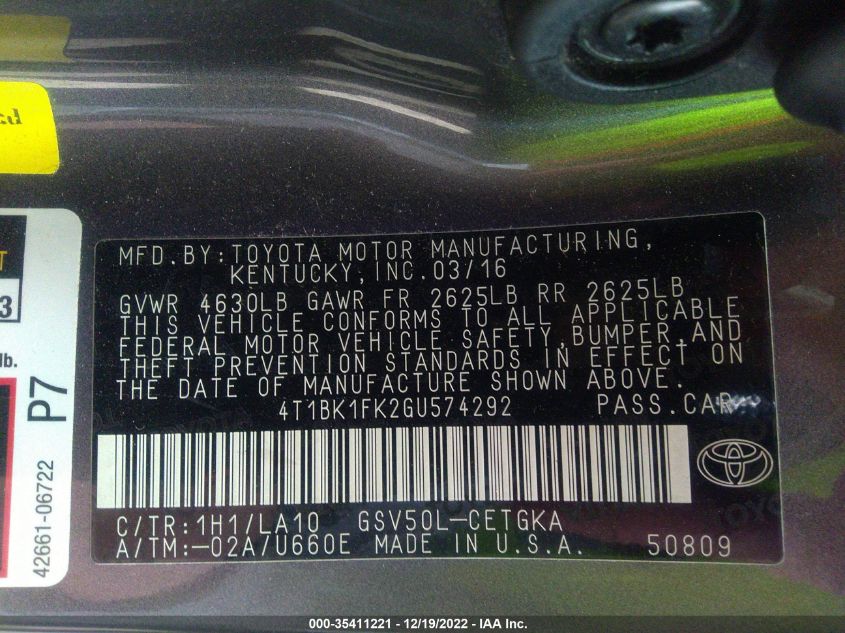 MFD.BY:TOYOTA MOTOR MANUFACTURING,
KENTUCKY,INC.03/16
GVWR 4630LB GAWR FR 2625LB RR 2625LB
THIS VEHICLE CONFORMS TO ALL APPLICABLE
FEDERAL MOTOR VEHICLE SAFETY,BUMPER,AND
THEFT PREVENTION STANDARDS IN EFFECT ON
THE DATE OF MANUFACTURE SHOWN ABOVE.
4T1BK1FK2GU574292 PASS.CAR
C/TR:1H1/LA10 GSV50L-CETGKA
A/TM:-02A/U660E MADE IN U.S.A. 50809
3
lb.
P7
42661-06722
000-35411221 - 12/19/2022 - IAA Inc.